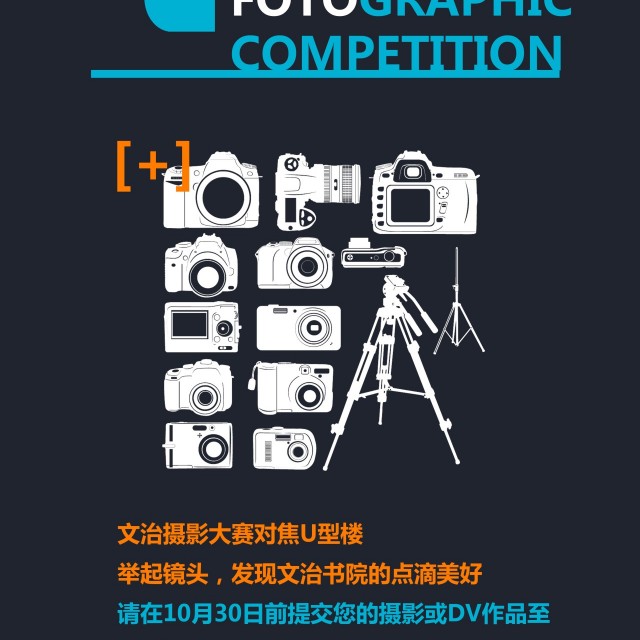 FOTOGRAPHIC
COMPETITION
[+]
文治摄影大赛对焦U型楼
举起镜头，发现文治书院的点滴美好
请在10月30日前提交您的摄影或DV作品至